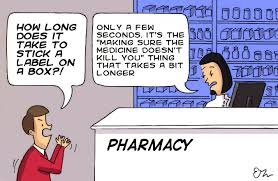 HOW LONG
DOES IT
TAKE TO
STICK A
LABEL ON
A BOX?!
ONLY A FEW
SECONDS. IT'S THE
"MAKING SURE THE
MEDICINE DOESN'T
KILL YOU" THING
THAT TAKES A BIT
LONGER
PHARMACY